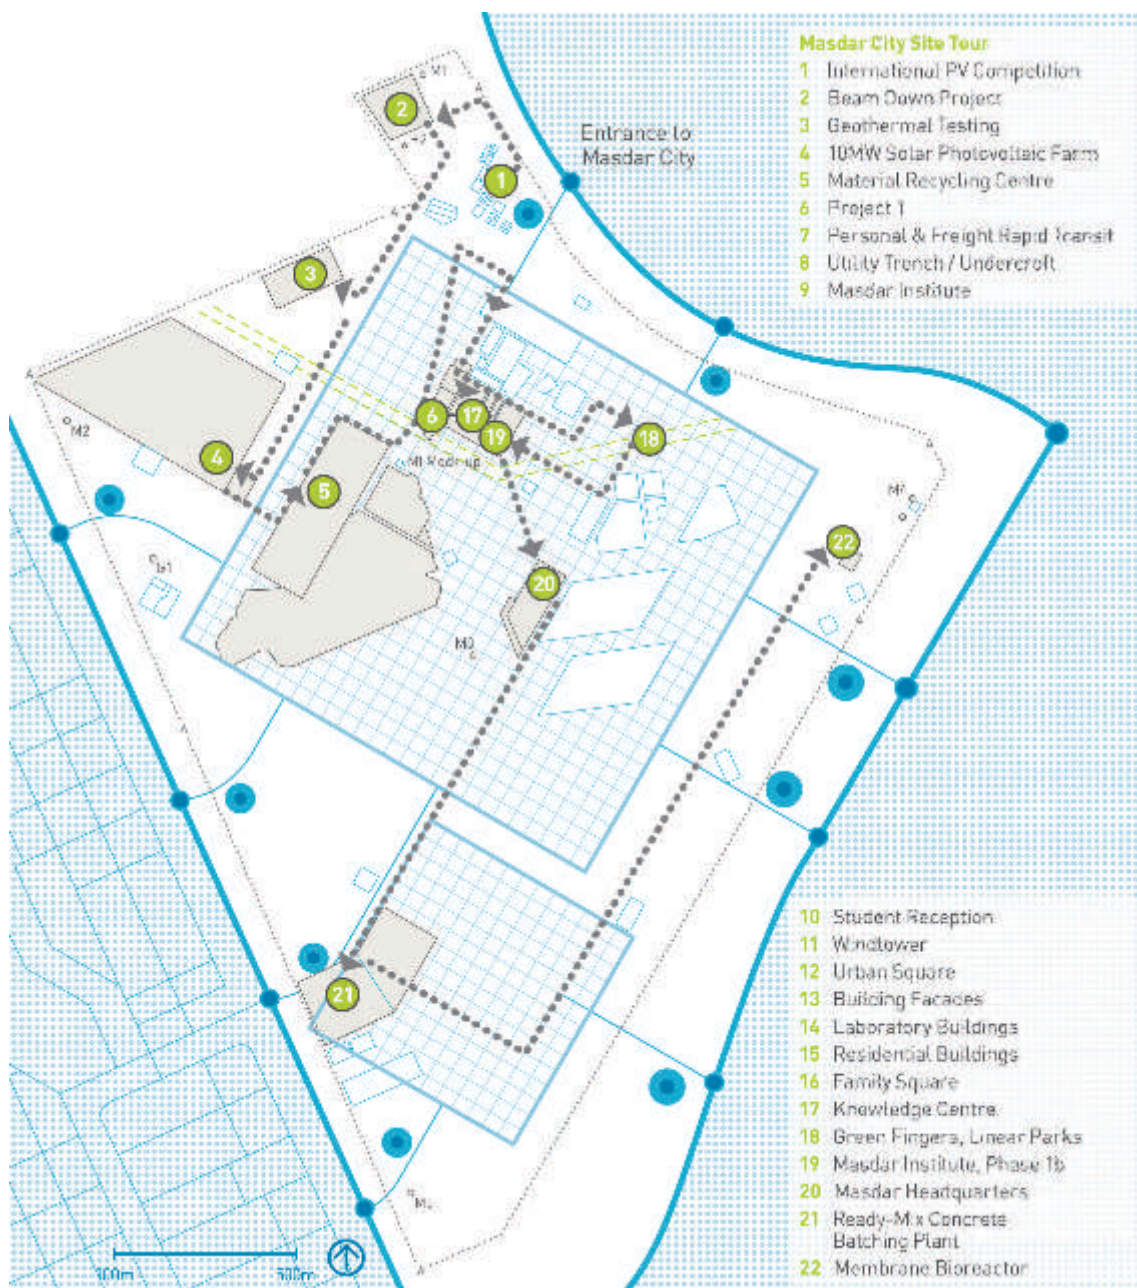 Masdar City Site Tour
1 International PV Competition
2 Beam Down Project
3 Geothermal Testing
4 10MW Solar Photovoltaic Farm
5 Material Recycling Centre
6 Project 1
7 Personal & Freight Rapid Transit
8 Utility Trench / Undercroft
9 Masdar Institute
Entrance to
Masdar City
M1
2
1
3
A
A
6
17
19
18
M2
4
5
A
M1
22
20
M3
21
10 Student Reception
11 Windtower
12 Urban Square
13 Building Facades
14 Laboratory Buildings
15 Residential Buildings
16 Family Square
17 Knowledge Centre
18 Green Fingers, Linear Parks
19 Masdar Institute, Phase 1b
20 Masdar Headquarters
21 Ready-Mix Concrete
Batching Plant
22 Membrane Bioreactor
500m